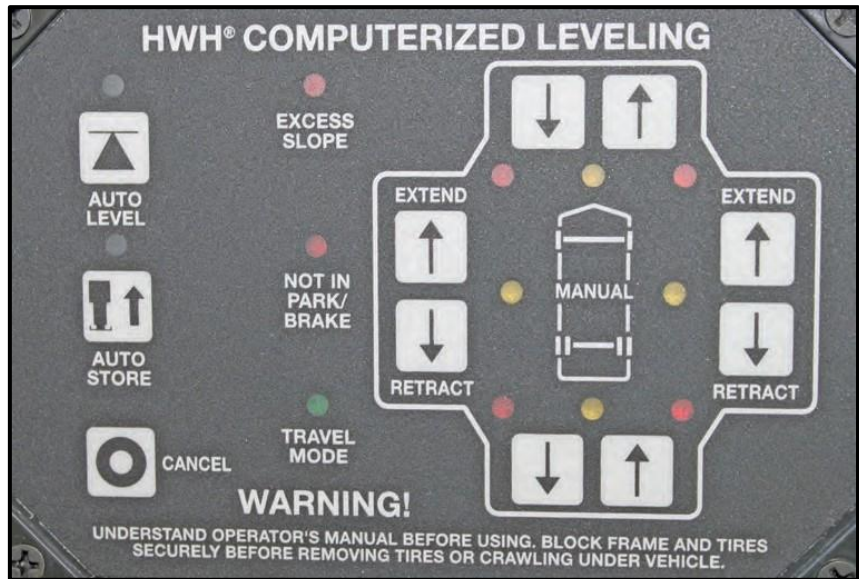 HWH® COMPUTERIZED LEVELING
AUTO
LEVEL
AUTO
STORE
CANCEL
EXCESS
SLOPE
NOT IN
PARK/
BRAKE
TRAVEL
MODE
EXTEND
RETRACT
MANUAL
EXTEND
RETRACT
WARNING!
UNDERSTAND OPERATOR'S MANUAL BEFORE USING. BLOCK FRAME AND TIRES
SECURELY BEFORE REMOVING TIRES OR CRAWLING UNDER VEHICLE.